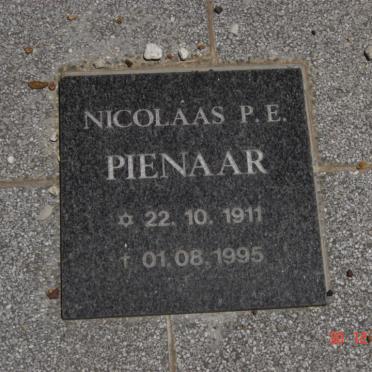 NICOLAAS P. E.
PIENAAR
✡ 22. 10. 1911
† 01. 08. 1995